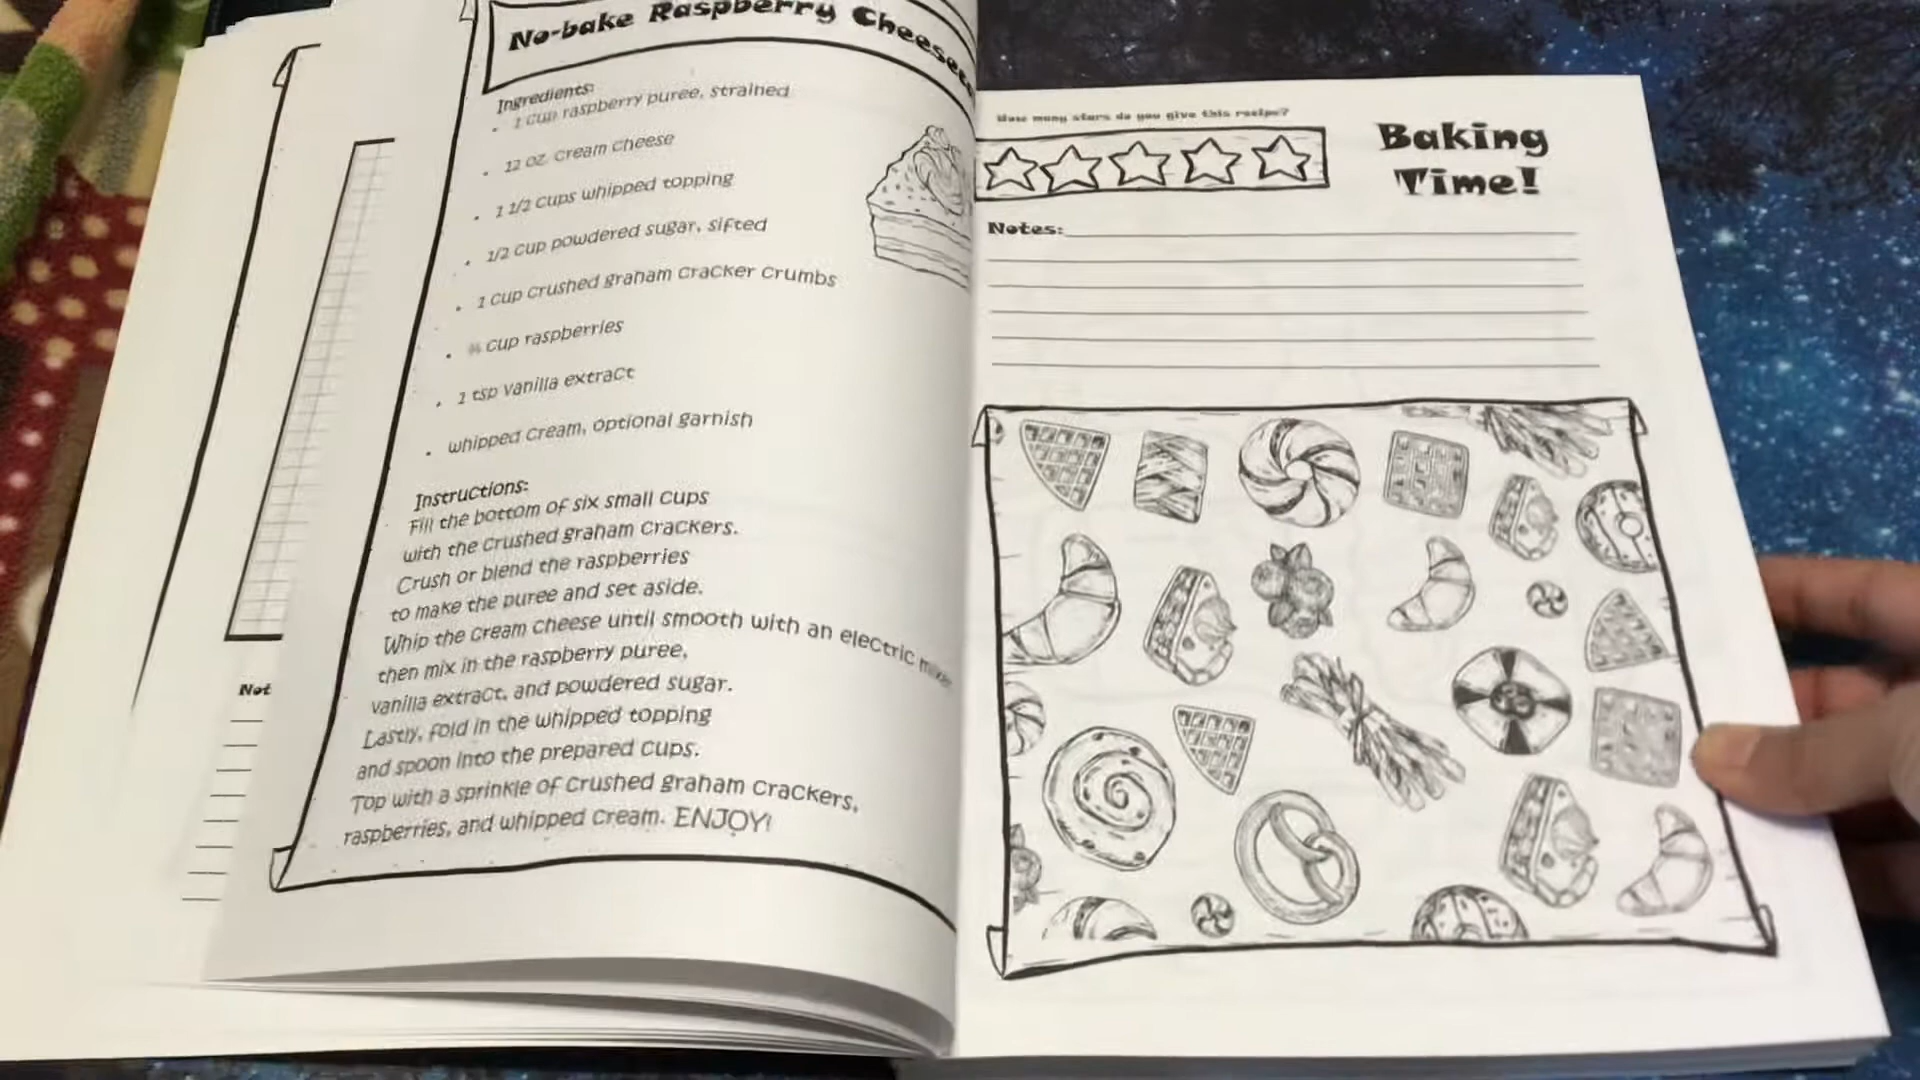 No-bake Raspberry
Ingredients:
1 cup raspberry puree, strained
12 oz. cream cheese
1 1/2 cups whipped topping
1/2 cup powdered sugar, sifted
1 cup crushed graham cracker crumbs
cup raspberries
1 tsp vanilla extract
whipped cream, optional garnish
Instructions:
Fill the bottom of six small cups
with the crushed graham crackers.
Crush or blend the raspberries
to make the puree and set aside.
Whip the cream cheese until smooth with an electric
then mix in the raspberry puree,
vanilla extract, and powdered sugar.
Lastly, fold in the whipped topping
and spoon into the prepared cups.
Top with a sprinkle of crushed graham crackers,
raspberries, and whipped cream. ENJOY!
Not
How many stars do you give this recipe?
Baking
Time!
Notes: